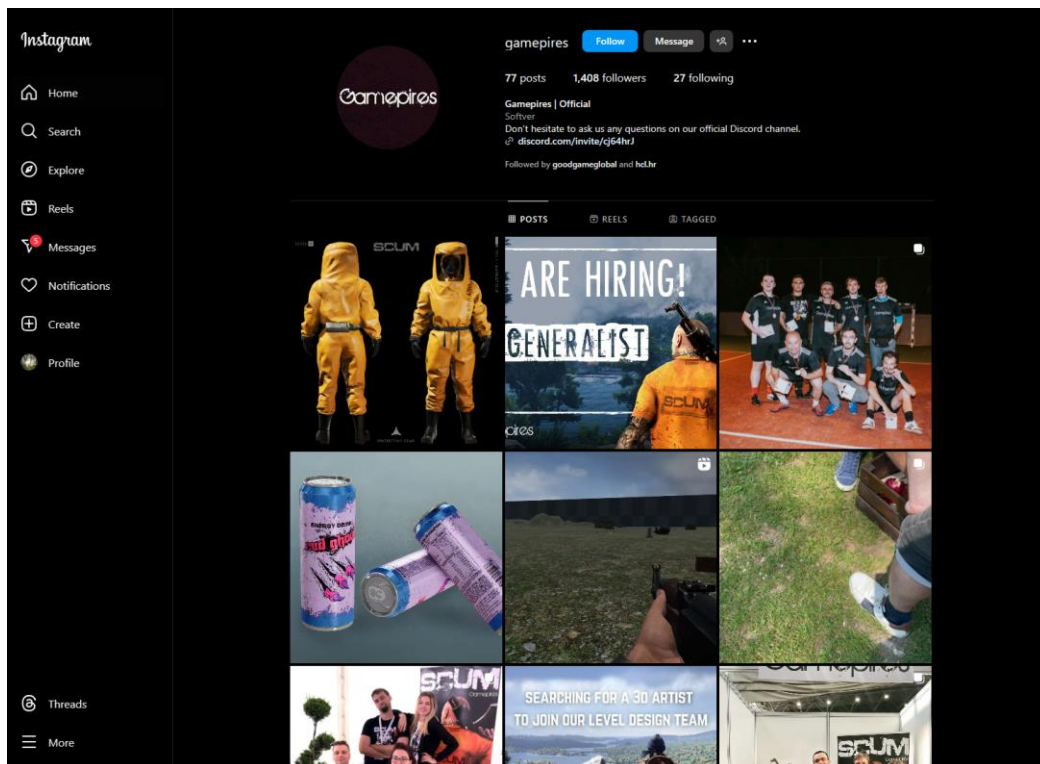 Instagram
Home
Search
Explore
Reels
5
Messages
Notifications
Create
Profile
Threads
More
gamepires Follow Message
77 posts 1,408 followers 27 following
Gamepires | Official
Softver
Don't hesitate to ask us any questions on our official Discord channel.
discord.com/invite/cj64hrJ
Followed by goodgameglobal and hcl.hr
Gamepires
POSTS REELS TAGGED
SCUM
ARE HIRING!
GENERALIST
SCUM
pires
ENERGY DRINK
SCUM
Gamepires
SEARCHING FOR A 3D ARTIST
TO JOIN OUR LEVEL DESIGN TEAM
Gamepires
SCUM